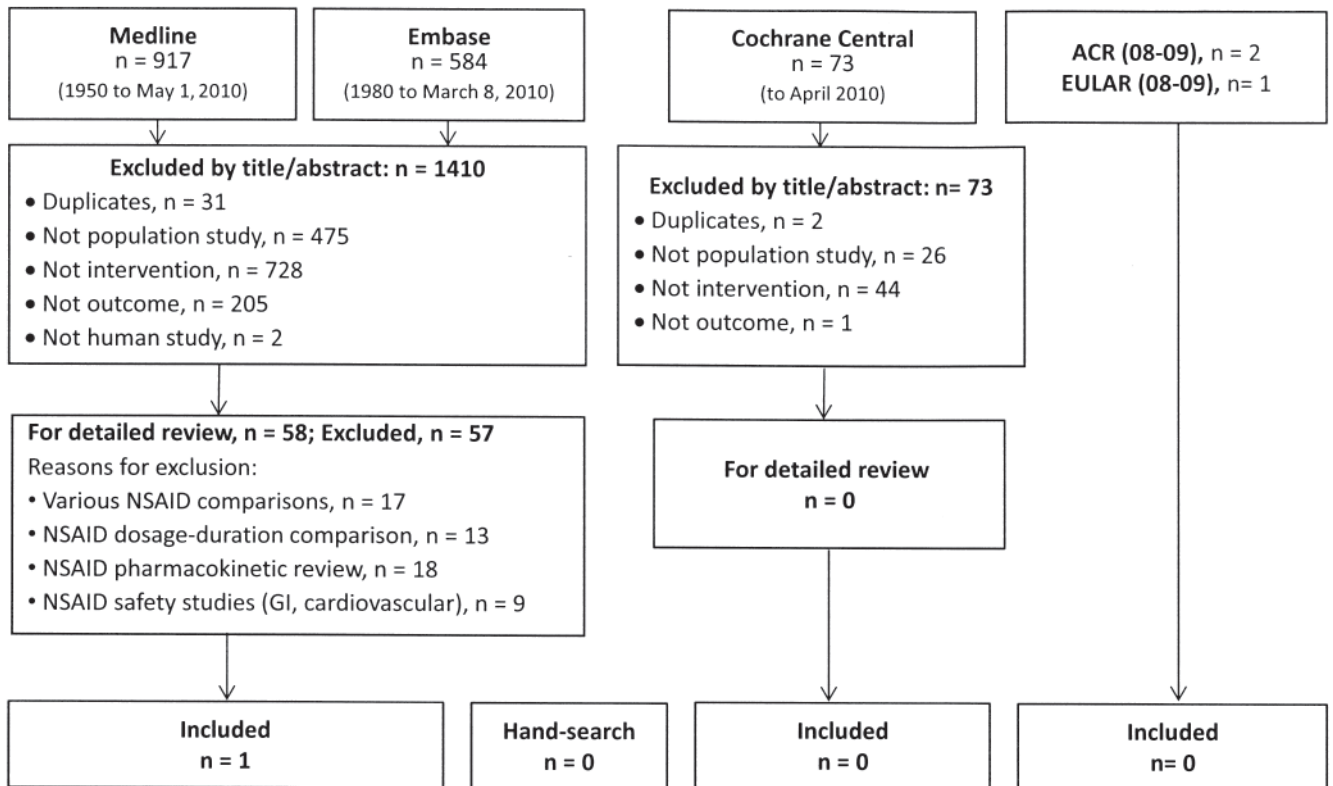 Medline
n = 917
(1950 to May 1, 2010)
Embase
n = 584
(1980 to March 8, 2010)
Cochrane Central
n = 73
(to April 2010)
ACR (08-09), n = 2
EULAR (08-09), n= 1
Excluded by title/abstract: n = 1410
• Duplicates, n = 31
• Not population study, n = 475
• Not intervention, n = 728
• Not outcome, n = 205
• Not human study, n = 2
Excluded by title/abstract: n= 73
• Duplicates, n = 2
• Not population study, n = 26
• Not intervention, n = 44
• Not outcome, n = 1
For detailed review, n = 58; Excluded, n = 57
Reasons for exclusion:
• Various NSAID comparisons, n = 17
• NSAID dosage-duration comparison, n = 13
• NSAID pharmacokinetic review, n = 18
• NSAID safety studies (GI, cardiovascular), n = 9
For detailed review
n = 0
Included
n = 1
Hand-search
n = 0
Included
n = 0
Included
n= 0